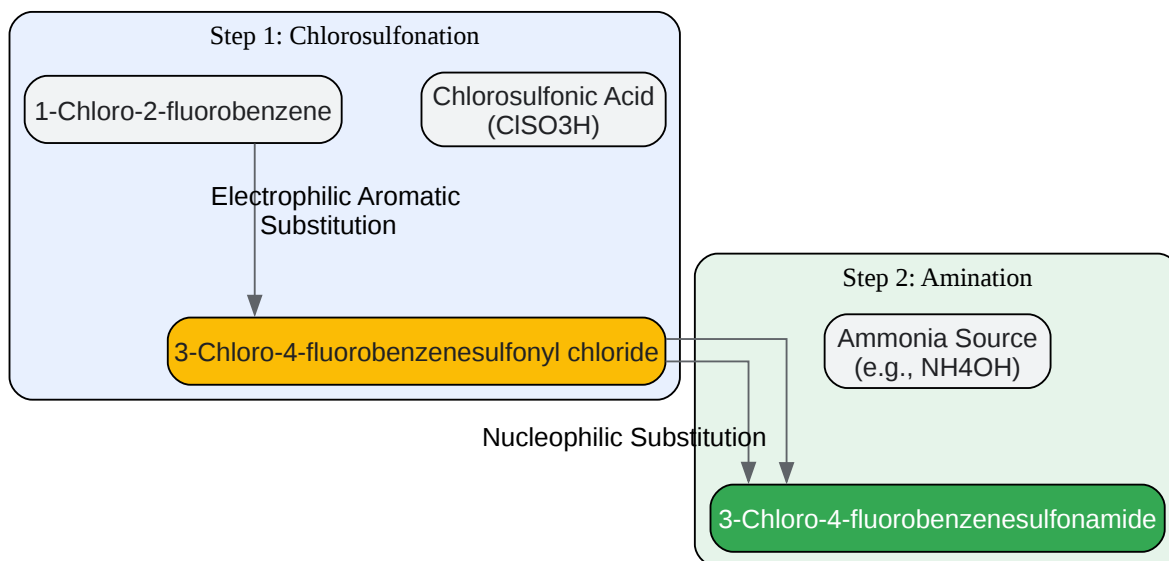 Step 1: Chlorosulfonation
1-Chloro-2-fluorobenzene
Chlorosulfonic Acid
(ClSO3H)
Electrophilic Aromatic
Substitution
3-Chloro-4-fluorobenzenesulfonyl chloride
Step 2: Amination
Ammonia Source
(e.g., NH4OH)
Nucleophilic Substitution
3-Chloro-4-fluorobenzenesulfonamide